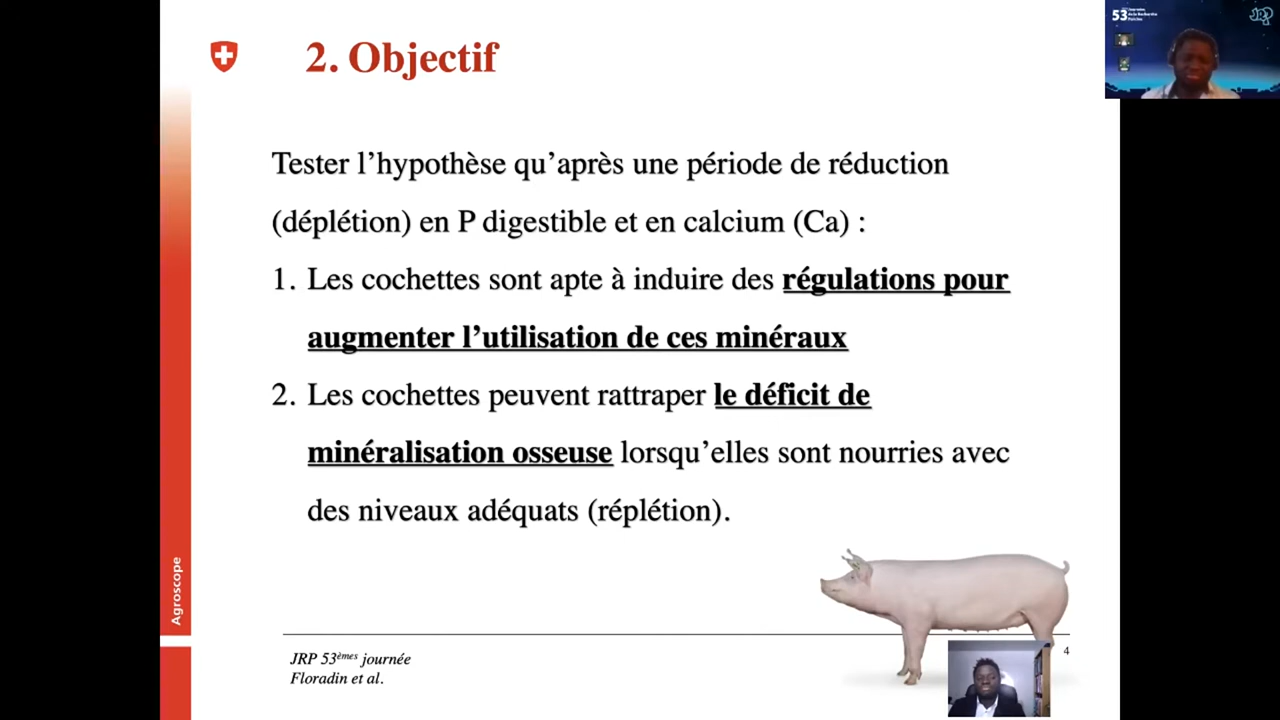 2. Objectif
Tester l’hypothèse qu’après une période de réduction
(déplétion) en P digestible et en calcium (Ca) :
1. Les cochettes sont apte à induire des régulations pour
augmenter l’utilisation de ces minéraux
2. Les cochettes peuvent rattraper le déficit de
minéralisation osseuse lorsqu’elles sont nourries avec
des niveaux adéquats (réplétion).
Agroscope
JRP 53èmes journée
Floradin et al.
4
53
JRP